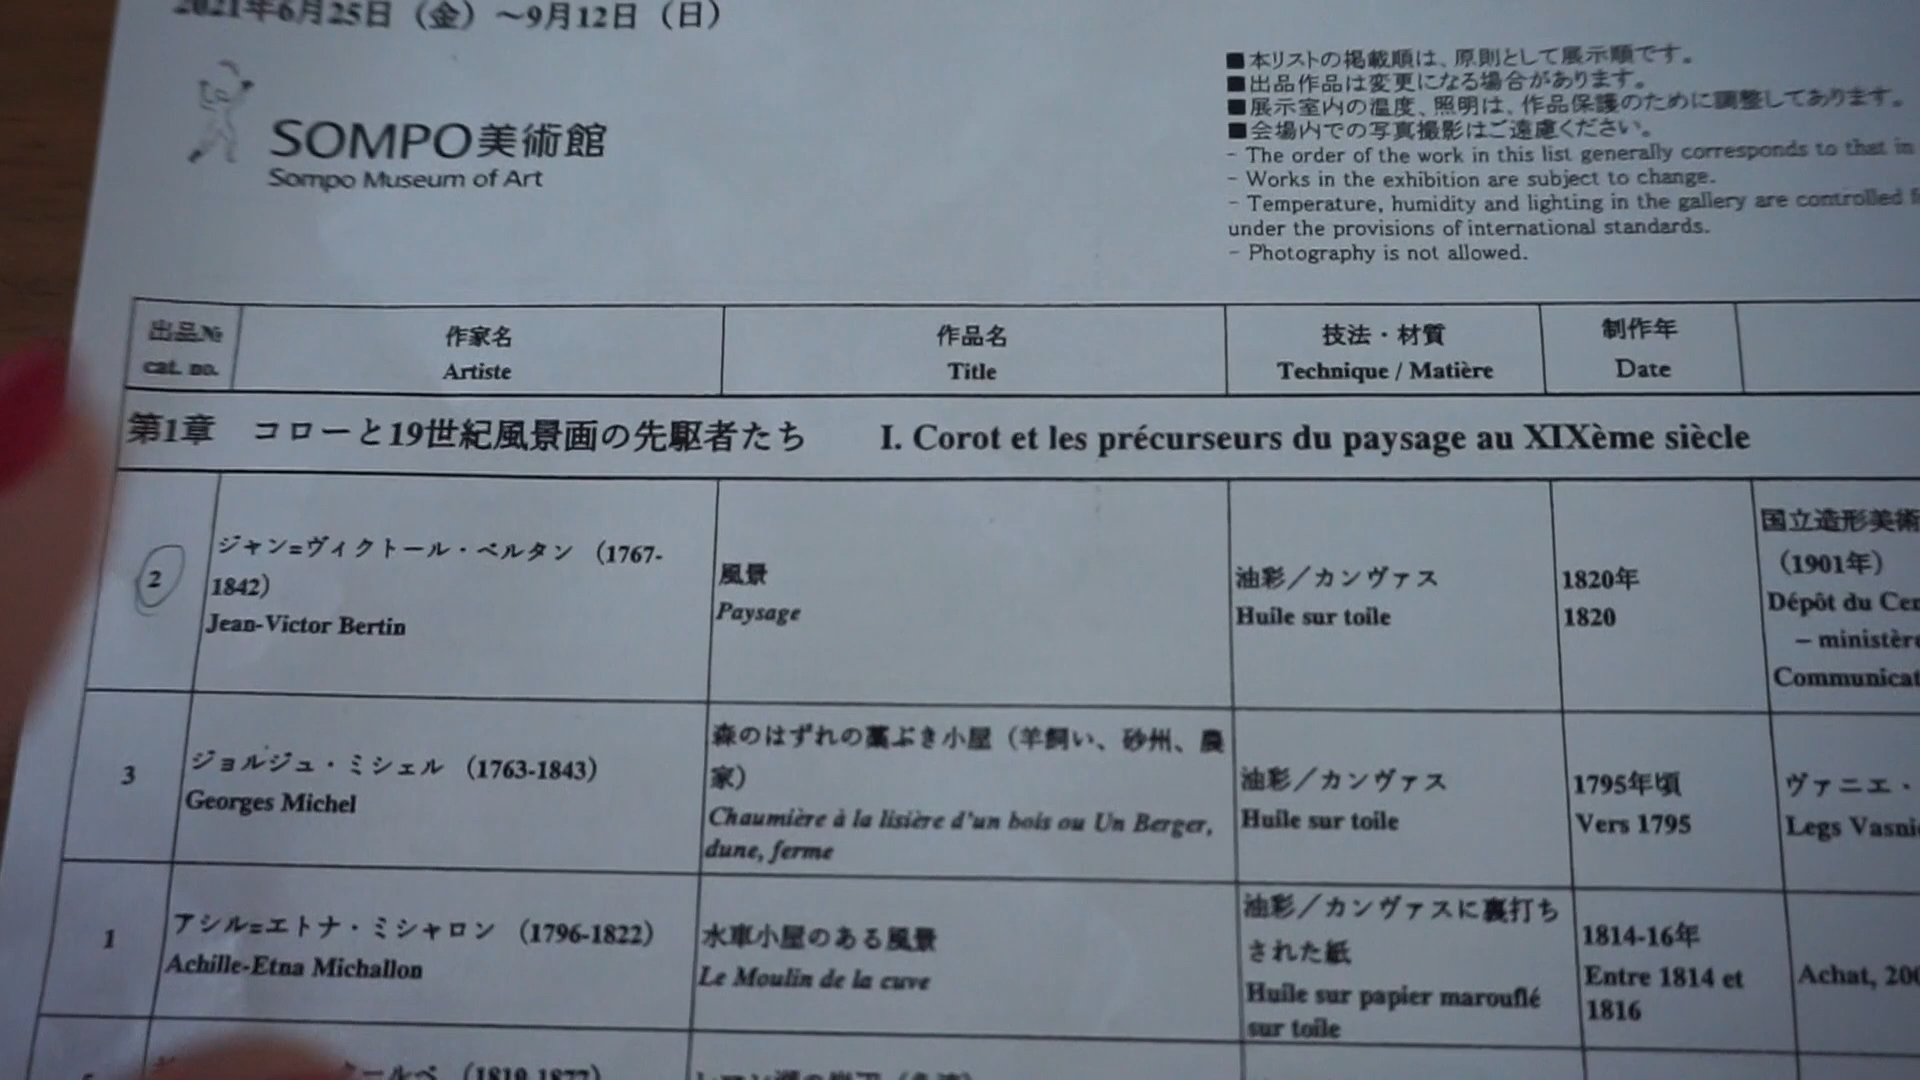 2021年6月25日（金）～9月12日（日）
SOMPO美術館
Sompo Museum of Art
■本リストの掲載順は、原則として展示順です。
■出品作品は変更になる場合があります。
■展示室内の温度、照明は、作品保護のために調整してあります。
■会場内での写真撮影はご遠慮ください。
- The order of the work in this list generally corresponds to that in
- Works in the exhibition are subject to change.
- Temperature, humidity and lighting in the gallery are controlled
under the provisions of international standards.
- Photography is not allowed.
出品№ 作家名 作品名 技法・材質 制作年
cat. no. Artiste Title Technique / Matière Date
第1章 コローと19世紀風景画の先駆者たち I. Corot et les précurseurs du paysage au XIXème siècle
2
ジャン=ヴィクトール・ベルタン （1767-
1842）
Jean-Victor Bertin
風景
Paysage
油彩／カンヴァス
Huile sur toile
1820年
1820
国立造形美術
（1901年）
Dépôt du
– ministère
3
ジョルジュ・ミシェル （1763-1843）
Georges Michel
森のはずれの藁ぶき小屋（羊飼い、砂州、農
家）
Chaumière à la lisière d'un bois ou Un Berger,
dune, ferme
油彩／カンヴァス
Huile sur toile
1795年頃
Vers 1795
ヴァニエ・
Legs
1
アシル=エトナ・ミシャロン （1796-1822）
Achille-Etna Michallon
水車小屋のある風景
Le Moulin de la cuve
油彩／カンヴァスに裏打ち
された紙
Huile sur papier marouflé
sur toile
1814-16年
Entre 1814 et
1816
Achat,